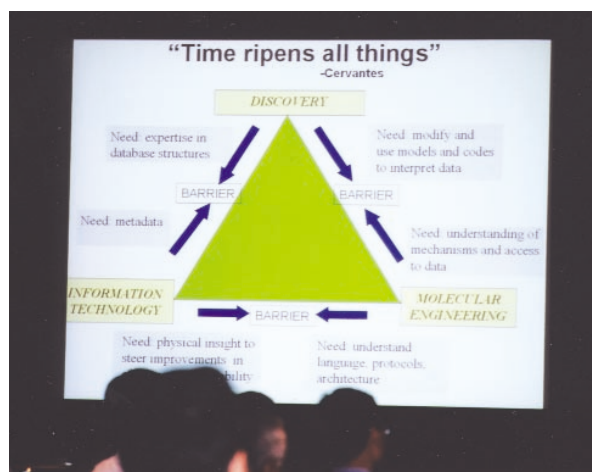 “Time ripens all things”
-Cervantes
DISCOVERY
Need: expertise in
database structures
Need: modify and
use models and codes
to interpret data
BARRIER
BARRIER
Need: metadata
Need: understanding of
mechanisms and access
to data
INFORMATION
TECHNOLOGY
MOLECULAR
ENGINEERING
BARRIER
Need: physical insight to
steer improvements in
Need: understand
language, protocols,
architecture